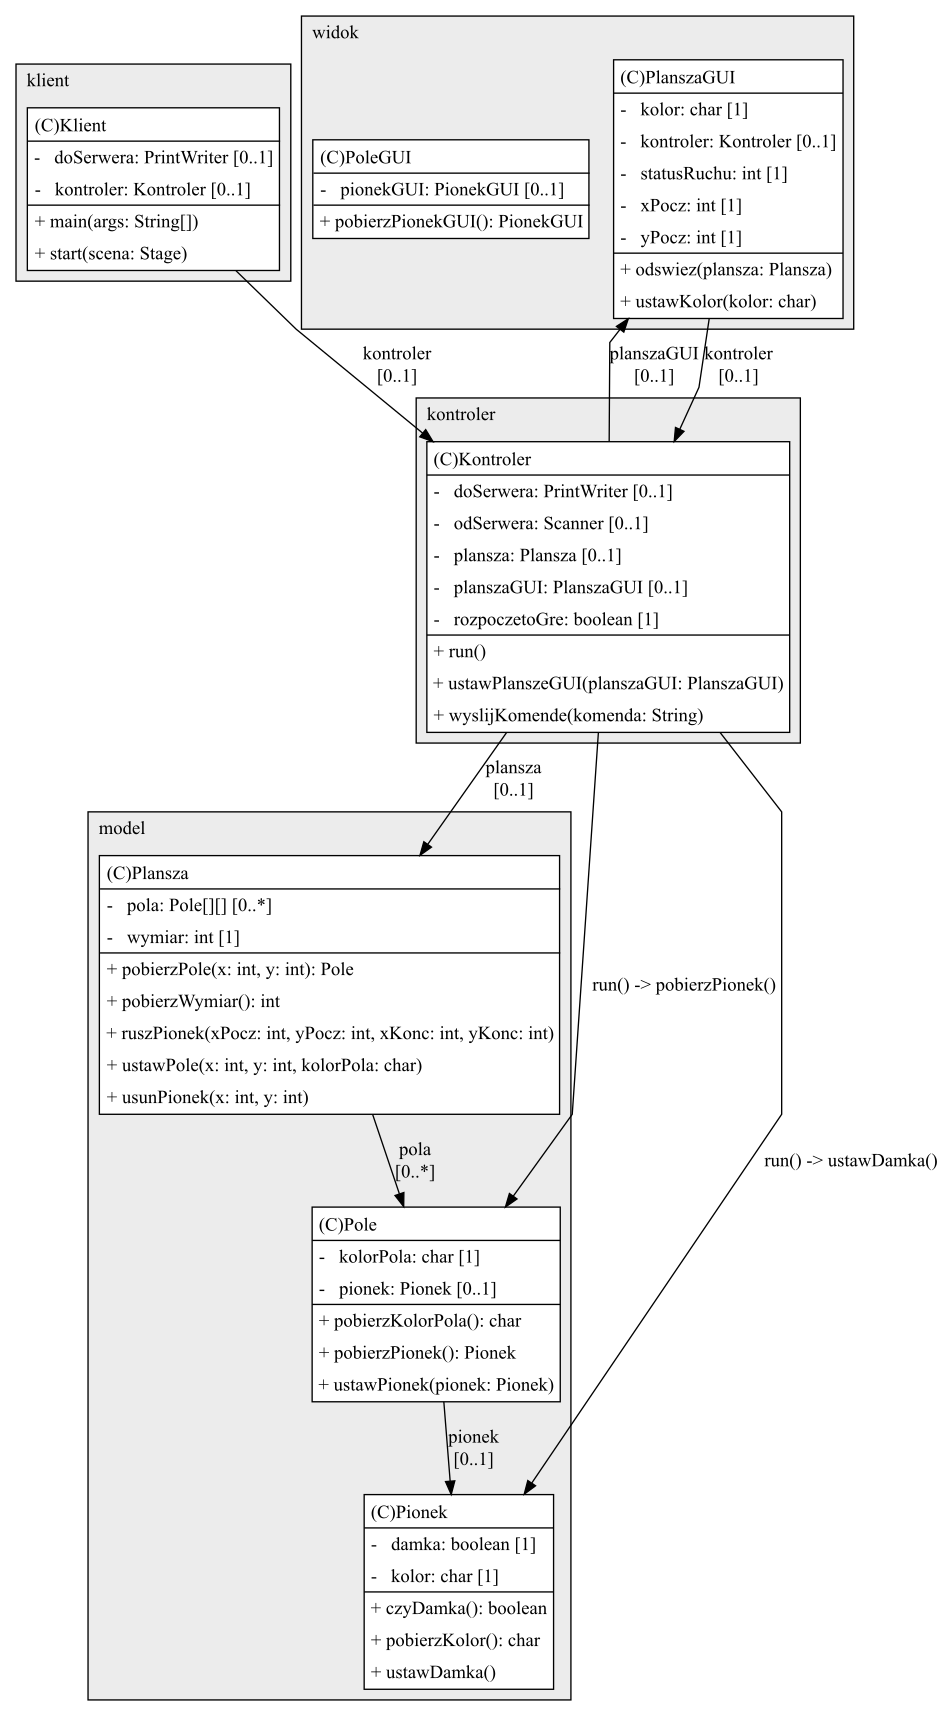 widok
klient
(C)PlanszaGUI
- kolor: char [1]
- kontroler: Kontroler [0..1]
- statusRuchu: int [1]
- xPocz: int [1]
- yPocz: int [1]
+ odswiez(plansza: Plansza)
+ ustawKolor(kolor: char)
(C)Klient
- doSerwera: PrintWriter [0..1]
- kontroler: Kontroler [0..1]
+ main(args: String[])
+ start(scena: Stage)
(C)PoleGUI
- pionekGUI: PionekGUI [0..1]
+ pobierzPionekGUI(): PionekGUI
kontroler
[0..1]
planszaGUI
[0..1]
kontroler
[0..1]
kontroler
(C)Kontroler
- doSerwera: PrintWriter [0..1]
- odSerwera: Scanner [0..1]
- plansza: Plansza [0..1]
- planszaGUI: PlanszaGUI [0..1]
- rozpoczetoGre: boolean [1]
+ run()
+ ustawPlanszeGUI(planszaGUI: PlanszaGUI)
+ wyslijKomende(komenda: String)
plansza
[0..1]
model
(C)Plansza
- pola: Pole[][] [0..*]
- wymiar: int [1]
+ pobierzPole(x: int, y: int): Pole
+ pobierzWymiar(): int
+ ruszPionek(xPocz: int, yPocz: int, xKonc: int, yKonc: int)
+ ustawPole(x: int, y: int, kolorPola: char)
+ usunPionek(x: int, y: int)
run() -> pobierzPionek()
pola
[0..*]
run() -> ustawDamka()
(C)Pole
- kolorPola: char [1]
- pionek: Pionek [0..1]
+ pobierzKolorPola(): char
+ pobierzPionek(): Pionek
+ ustawPionek(pionek: Pionek)
pionek
[0..1]
(C)Pionek
- damka: boolean [1]
- kolor: char [1]
+ czyDamka(): boolean
+ pobierzKolor(): char
+ ustawDamka()